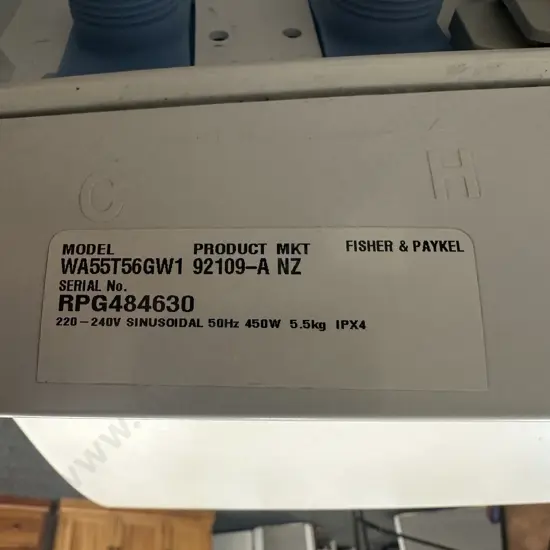 C H
MODEL PRODUCT MKT FISHER & PAYKEL
WA55T56GW1 92109-A NZ
SERIAL No.
RPG484630
220-240V SINUSOIDAL 50Hz 450W 5.5kg IPX4